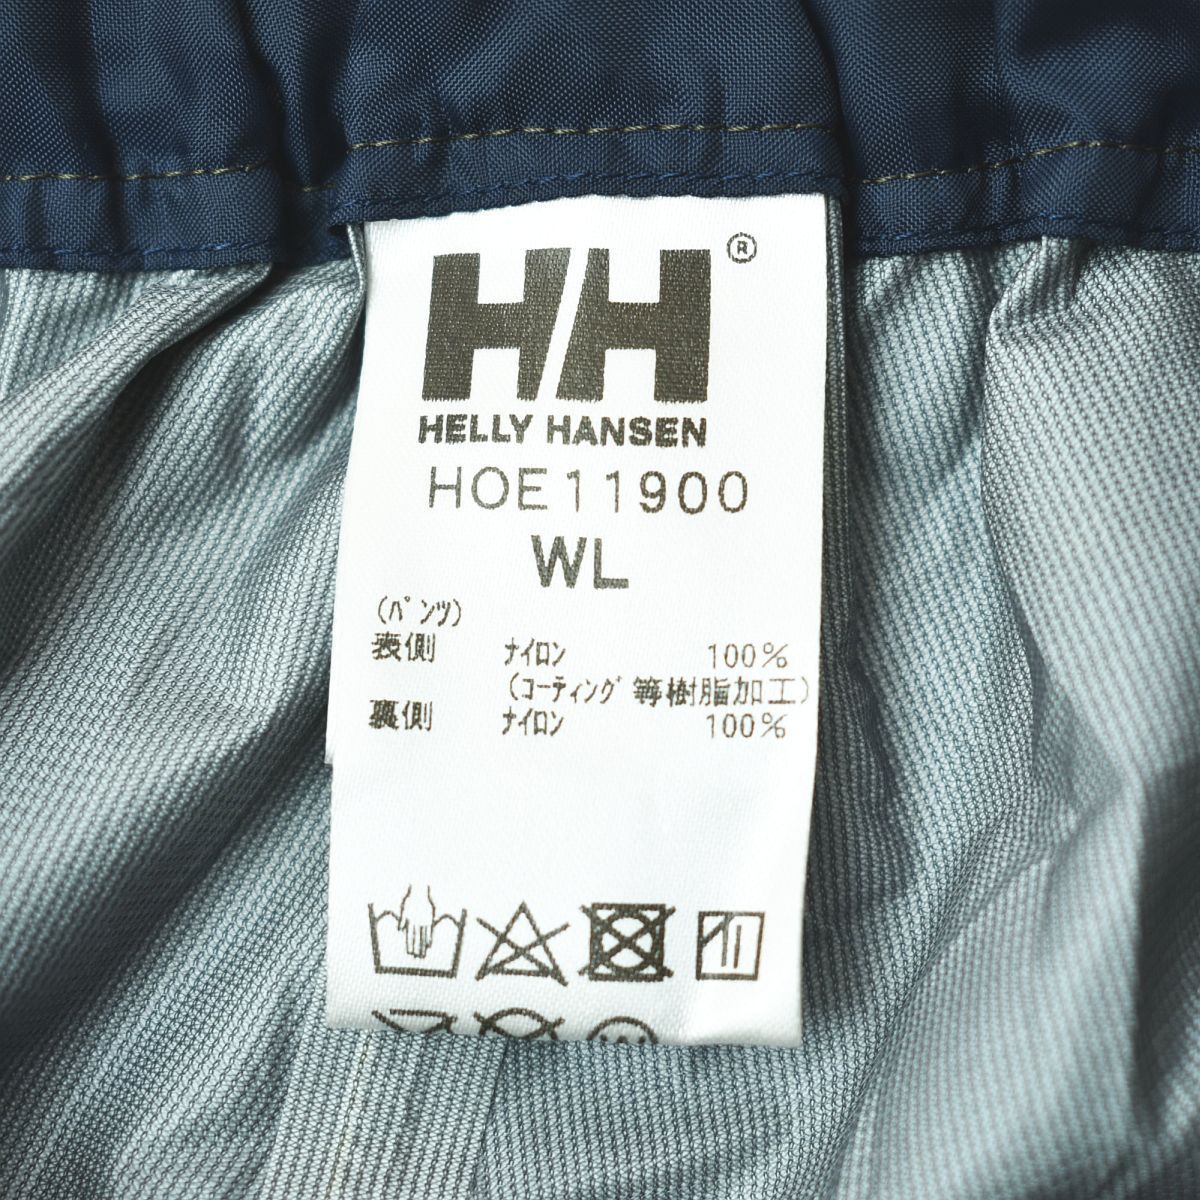 HH®
HELLY HANSEN
HOE11900
WL
(パンツ)
表側 ナイロン 100%
(コーティング等樹脂加工)
裏側 ナイロン 100%